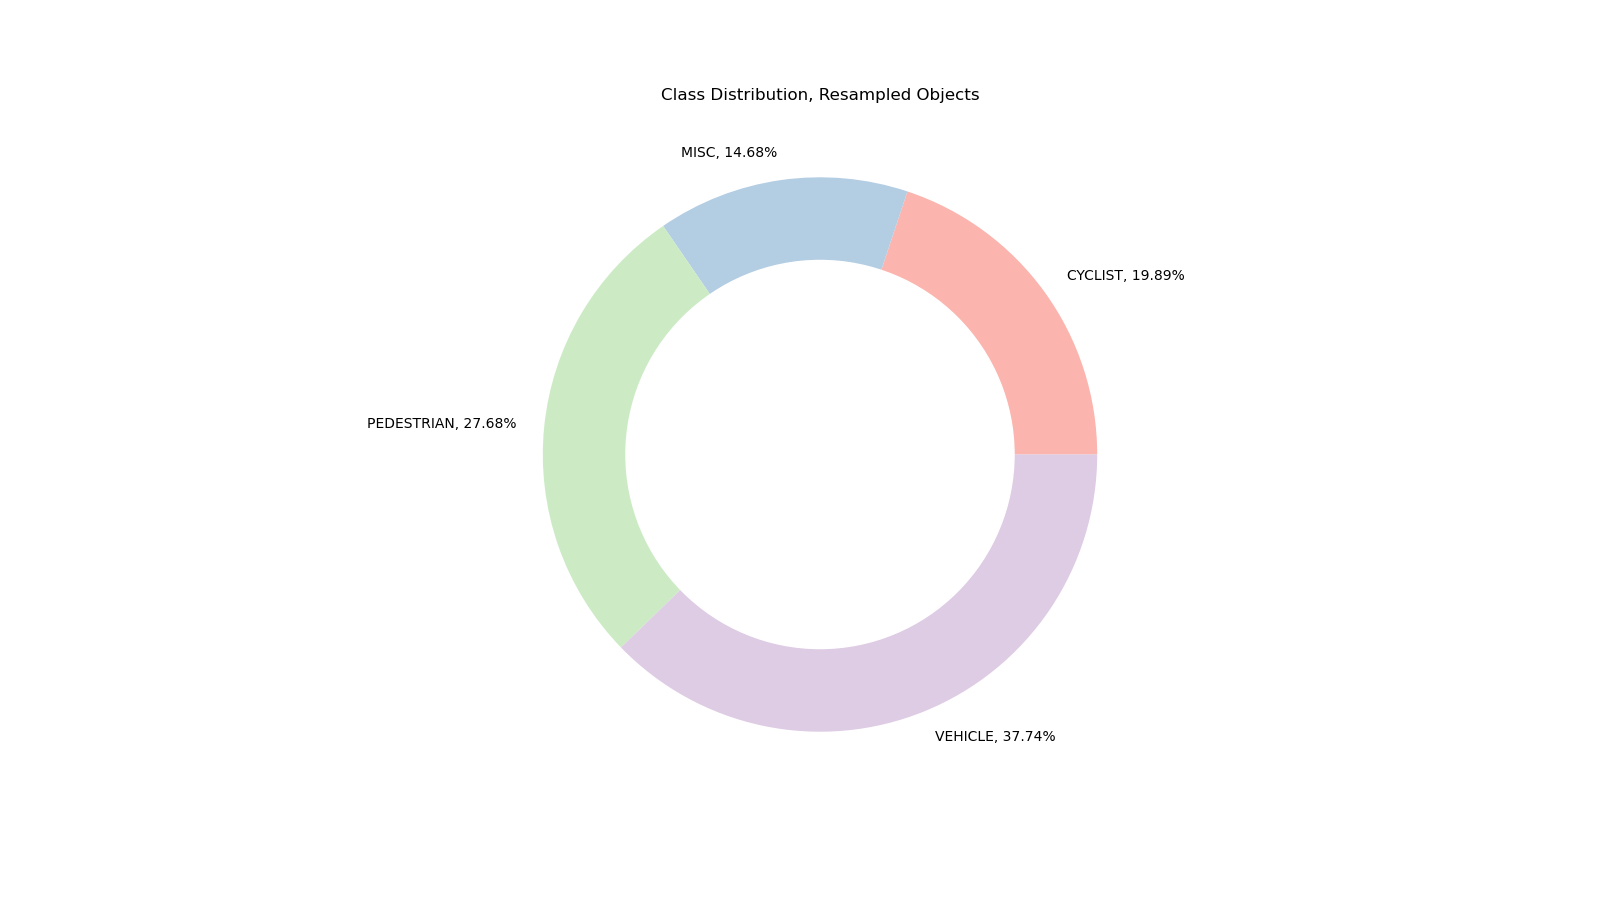 Class Distribution, Resampled Objects
MISC, 14.68%
CYCLIST, 19.89%
PEDESTRIAN, 27.68%
VEHICLE, 37.74%